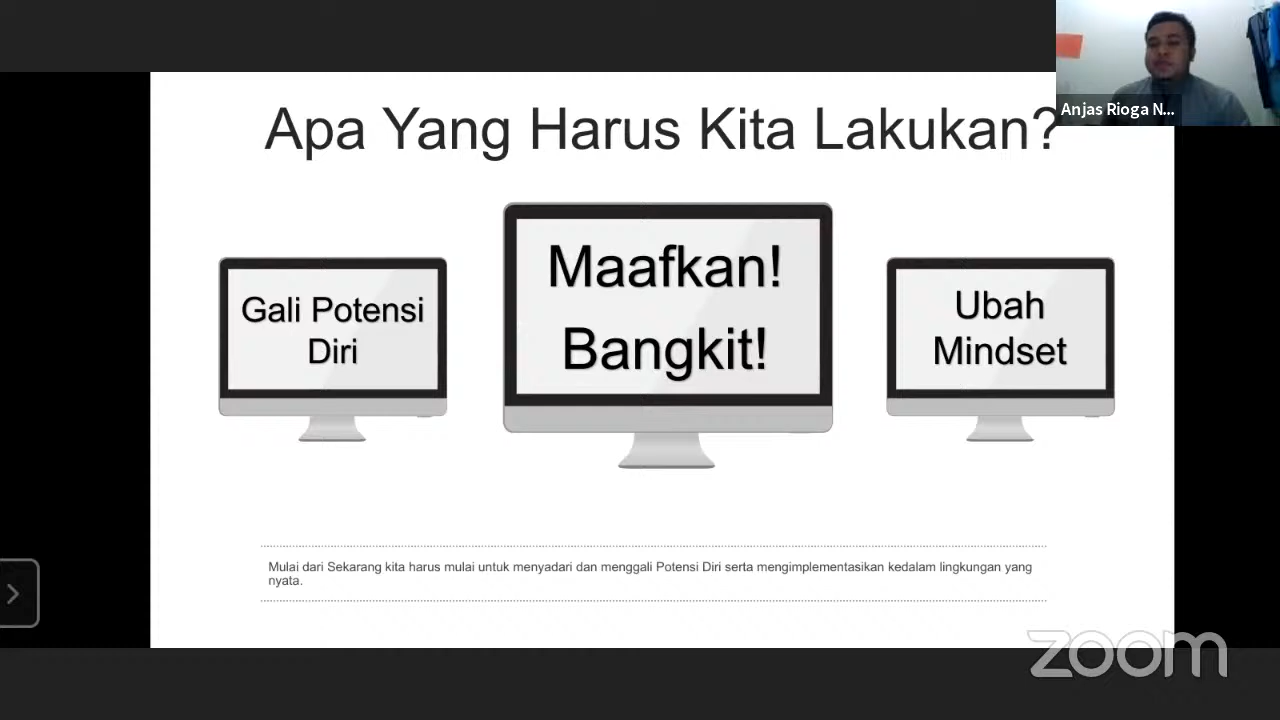 Anjas Rioga N...
Apa Yang Harus Kita Lakukan?
Gali Potensi
Diri
Maafkan!
Bangkit!
Ubah
Mindset
Mulai dari Sekarang kita harus mulai untuk menyadari dan menggali Potensi Diri serta mengimplementasikan kedalam lingkungan yang
nyata.
zoom